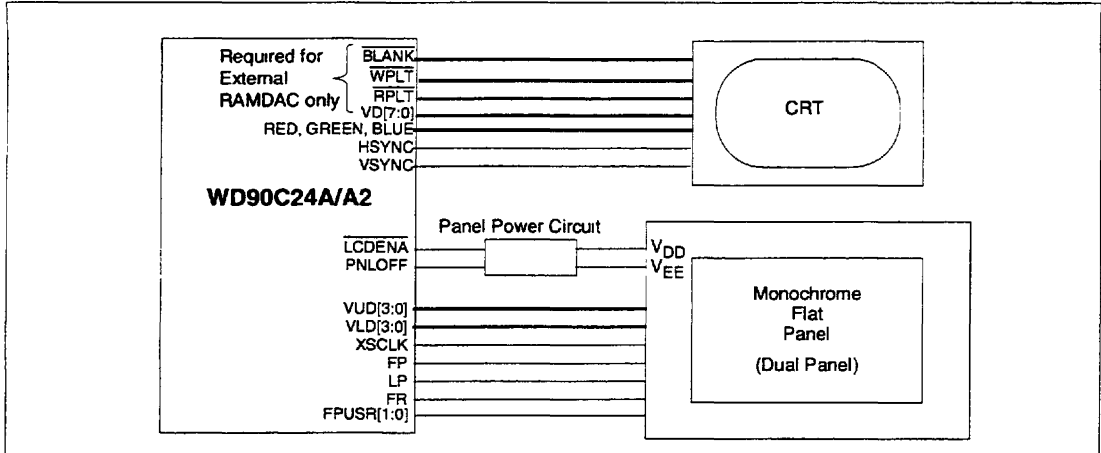 Required for
External
RAMDAC only
BLANK
WPLT
RPLT
VD[7:0]
RED, GREEN, BLUE
HSYNC
VSYNC
CRT
WD90C24A/A2
Panel Power Circuit
LCDENA
PNLOFF
VDD
VEE
VUD[3:0]
VLD[3:0]
XSCLK
FP
LP
FR
FPUSR[1:0]
Monochrome
Flat
Panel
(Dual Panel)